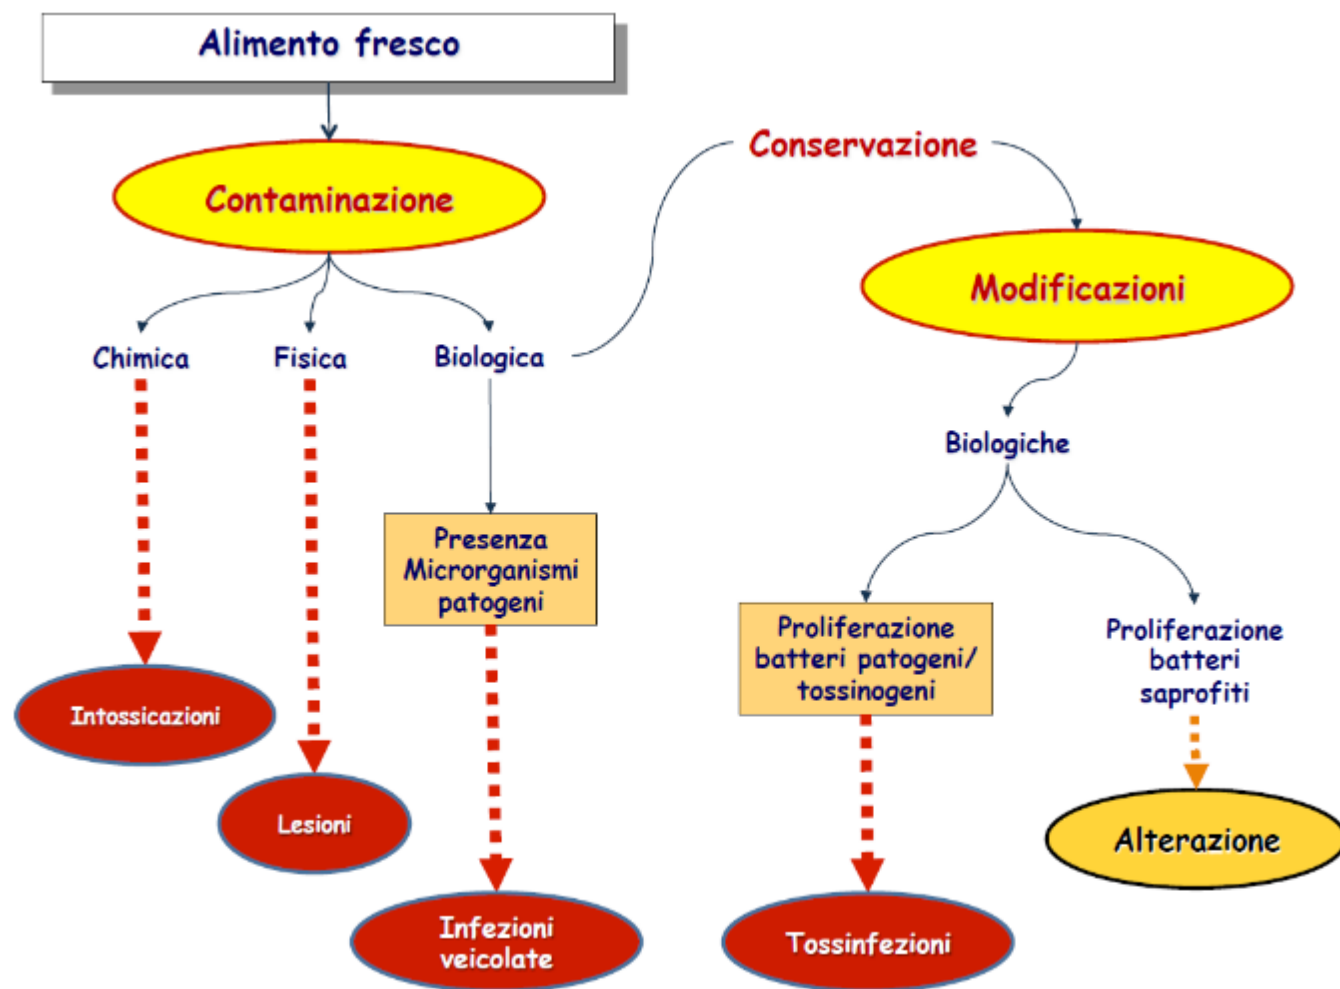 Alimento fresco
Contaminazione
Conservazione
Modificazioni
Chimica
Fisica
Biologica
Biologiche
Presenza
Microrganismi
patogeni
Proliferazione
batteri patogeni/
tossinogeni
Proliferazione
batteri
saprofiti
Intossicazioni
Lesioni
Infezioni
veicolate
Tossinfezioni
Alterazione